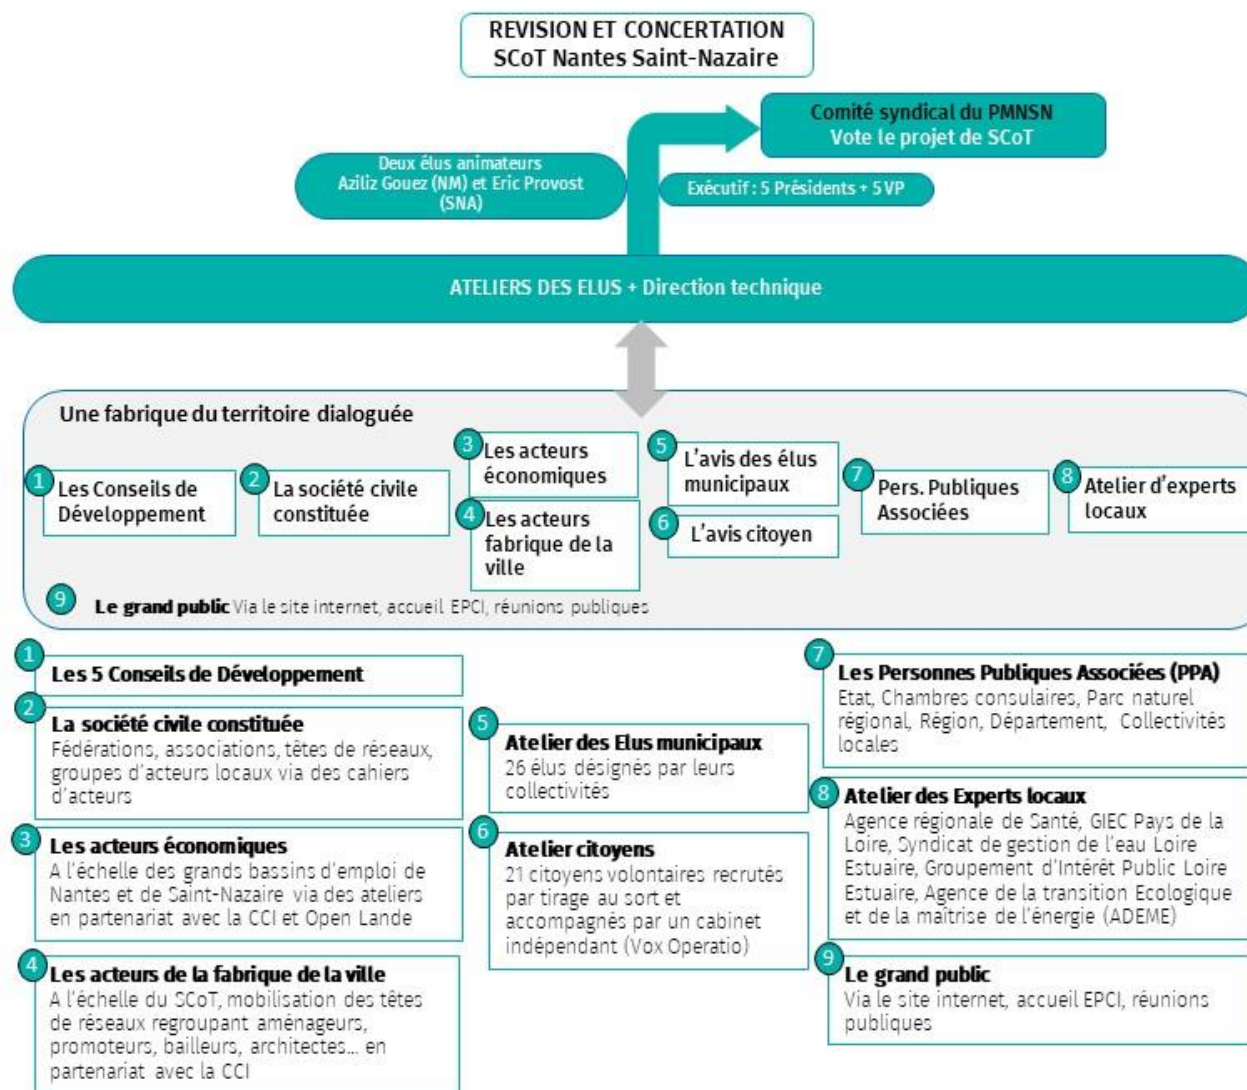 REVISION ET CONCERTATION
SCoT Nantes Saint-Nazaire
Comité syndical du PMNSN
Vote le projet de SCoT
Deux élus animateurs
Aziliz Gouez (NM) et Eric Provost
(SNA)
Exécutif : 5 Présidents + 5 VP
ATELIERS DES ELUS + Direction technique
Une fabrique du territoire dialoguée
1
Les Conseils de
Développement
2
La société civile
constituée
3
Les acteurs
économiques
4
Les acteurs
fabrique de la
ville
5
L'avis des élus
municipaux
6
L'avis citoyen
7
Pers. Publiques
Associées
8
Atelier d'experts
locaux
9
Le grand public Via le site internet, accueil EPCI, réunions publiques
1
Les 5 Conseils de Développement
2
La société civile constituée
Fédérations, associations, têtes de réseaux,
groupes d'acteurs locaux via des cahiers
d'acteurs
3
Les acteurs économiques
A l'échelle des grands bassins d'emploi de
Nantes et de Saint-Nazaire via des ateliers
en partenariat avec la CCI et Open Lande
4
Les acteurs de la fabrique de la ville
A l'échelle du SCoT, mobilisation des têtes
de réseaux regroupant aménageurs,
promoteurs, bailleurs, architectes... en
partenariat avec la CCI
5
Atelier des Elus municipaux
26 élus désignés par leurs
collectivités
6
Atelier citoyens
21 citoyens volontaires recrutés
par tirage au sort et
accompagnés par un cabinet
indépendant (Vox Operatio)
7
Les Personnes Publiques Associées (PPA)
Etat, Chambres consulaires, Parc naturel
régional, Région, Département, Collectivités
locales
8
Atelier des Experts locaux
Agence régionale de Santé, GIEC Pays de la
Loire, Syndicat de gestion de l'eau Loire
Estuaire, Groupement d'Intérêt Public Loire
Estuaire, Agence de la transition Ecologique
et de la maîtrise de l'énergie (ADEME)
9
Le grand public
Via le site internet, accueil EPCI, réunions
publiques